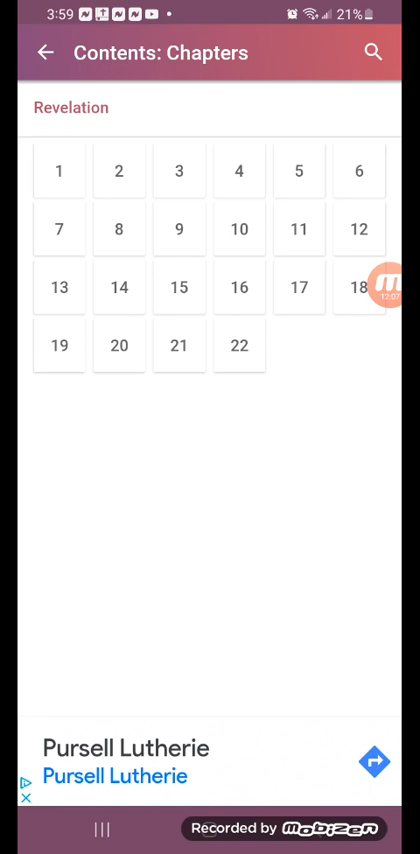 3:59 21%
Contents: Chapters
Revelation
1 2 3 4 5 6
7 8 9 10 11 12
13 14 15 16 17 18
12:07
19 20 21 22
Pursell Lutherie
Pursell Lutherie
Recorded by mobizen